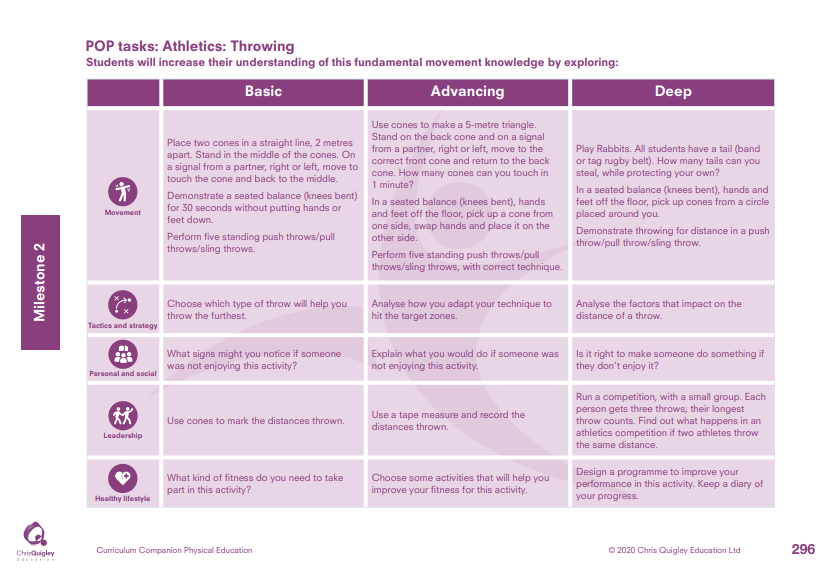 POP tasks: Athletics: Throwing
Students will increase their understanding of this fundamental movement knowledge by exploring:
Basic
Advancing
Deep
Movement
Place two cones in a straight line, 2 metres
apart. Stand in the middle of the cones. On
a signal from a partner, right or left, move to
touch the cone and back to the middle.
Demonstrate a seated balance (knees bent)
for 30 seconds without putting hands or
feet down.
Perform five standing push throws/pull
throws/sling throws.
Use cones to make a 5-metre triangle.
Stand on the back cone and on a signal
from a partner, right or left, move to the
correct front cone and return to the back
cone. How many cones can you touch in
1 minute?
In a seated balance (knees bent), hands
and feet off the floor, pick up a cone from
one side, swap hands and place it on the
other side.
Perform five standing push throws/pull
throws/sling throws, with correct technique.
Play Rabbits. All students have a tail (band
or tag rugby belt). How many tails can you
steal, while protecting your own?
In a seated balance (knees bent), hands and
feet off the floor, pick up cones from a circle
placed around you.
Demonstrate throwing for distance in a push
throw/pull throw/sling throw.
Tactics and strategy
Choose which type of throw will help you
throw the furthest.
Analyse how you adapt your technique to
hit the target zones.
Analyse the factors that impact on the
distance of a throw.
Personal and social
What signs might you notice if someone
was not enjoying this activity?
Explain what you would do if someone was
not enjoying this activity.
Is it right to make someone do something if
they don't enjoy it?
Leadership
Use cones to mark the distances thrown.
Use a tape measure and record the
distances thrown.
Run a competition, with a small group. Each
person gets three throws; their longest
throw counts. Find out what happens in an
athletics competition if two athletes throw
the same distance.
Healthy lifestyle
What kind of fitness do you need to take
part in this activity?
Choose some activities that will help you
improve your fitness for this activity.
Design a programme to improve your
performance in this activity. Keep a diary of
your progress.
Milestone 2
ChrisQuigley
Education
Curriculum Companion Physical Education
© 2020 Chris Quigley Education Ltd
296